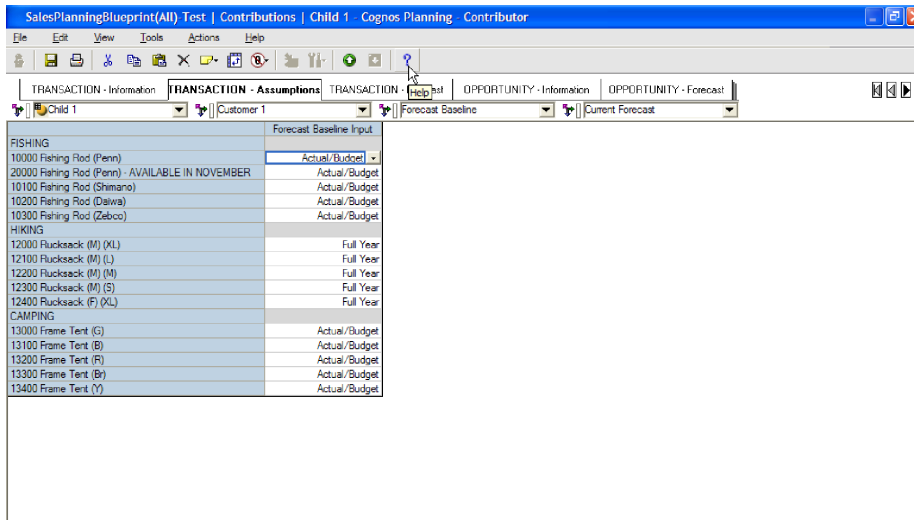 SalesPlanningBlueprint(All)-Test | Contributions | Child 1 - Cognos Planning - Contributor
File Edit View Tools Actions Help
TRANSACTION - Information TRANSACTION - Assumptions TRANSACTION - ast OPPORTUNITY - Information OPPORTUNITY - Forecast
Help
Child 1 Customer 1 Forecast Baseline Current Forecast
Forecast Baseline Input
FISHING
10000 Fishing Rod (Penn) Actual/Budget
20000 Fishing Rod (Penn) - AVAILABLE IN NOVEMBER Actual/Budget
10100 Fishing Rod (Shimano) Actual/Budget
10200 Fishing Rod (Daiwa) Actual/Budget
10300 Fishing Rod (Zebco) Actual/Budget
HIKING
12000 Rucksack (M) (XL) Full Year
12100 Rucksack (M) (L) Full Year
12200 Rucksack (M) (M) Full Year
12300 Rucksack (M) (S) Full Year
12400 Rucksack (F) (XL) Full Year
CAMPING
13000 Frame Tent (G) Actual/Budget
13100 Frame Tent (B) Actual/Budget
13200 Frame Tent (R) Actual/Budget
13300 Frame Tent (Br) Actual/Budget
13400 Frame Tent (Y) Actual/Budget